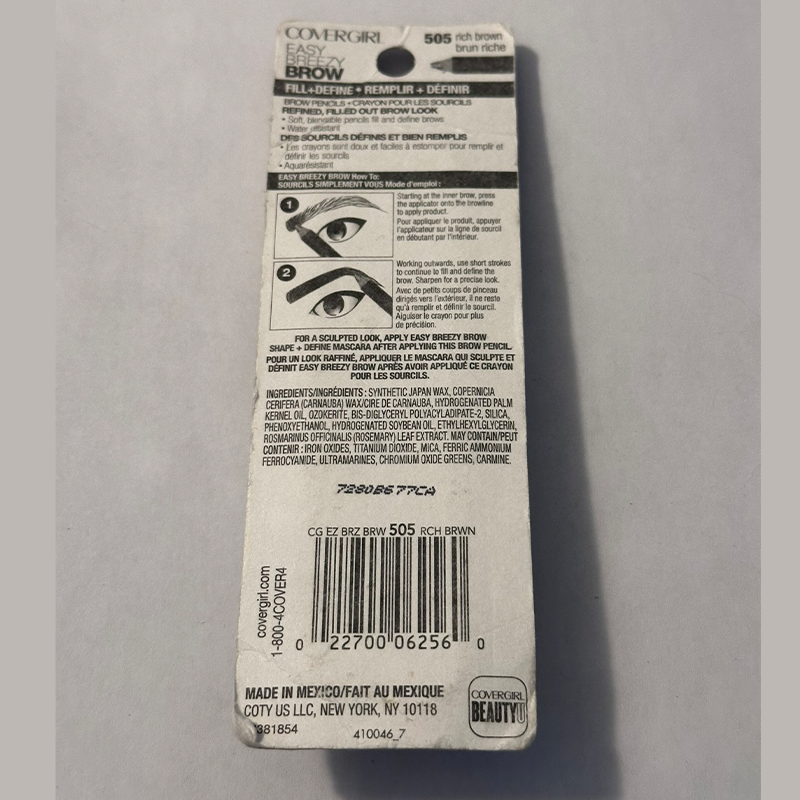 COVERGIRL
EASY
BREEZY
BROW
505 rich brown
brun riche
FILL+DEFINE • REMPLIR + DÉFINIR
BROW PENCILS • CRAYON POUR LES SOURCILS
REFINED, FILLED OUT BROW LOOK
• Soft, blendable pencils fill and define brows
• Water resistant
DES SOURCILS DÉFINIS ET BIEN REMPLIS
• Les crayons sont doux et faciles à estomper pour remplir et
définir les sourcils
• Aquarésistant
EASY BREEZY BROW How To:
SOURCILS SIMPLEMENT VOUS Mode d'emploi :
1
Starting at the inner brow, press
the applicator onto the browline
to apply product.
Pour appliquer le produit, appuyer
l'applicateur sur la ligne de sourcil
en débutant par l'intérieur.
2
Working outwards, use short strokes
to continue to fill and define the
brow. Sharpen for a precise look.
Avec de petits coups de pinceau
dirigés vers l'extérieur, il ne reste
qu'à remplir et définir le sourcil.
Aiguiser le crayon pour plus
de précision.
FOR A SCULPTED LOOK, APPLY EASY BREEZY BROW
SHAPE + DEFINE MASCARA AFTER APPLYING THIS BROW PENCIL.
POUR UN LOOK RAFFINÉ, APPLIQUER LE MASCARA QUI SCULPTE ET
DÉFINIT EASY BREEZY BROW APRÈS AVOIR APPLIQUÉ CE CRAYON
POUR LES SOURCILS.
INGREDIENTS/INGRÉDIENTS : SYNTHETIC JAPAN WAX, COPERNICIA
CERIFERA (CARNAUBA) WAX/CIRE DE CARNAUBA, HYDROGENATED PALM
KERNEL OIL, OZOKERITE, BIS-DIGLYCERYL POLYACYLADIPATE-2, SILICA,
PHENOXYETHANOL, HYDROGENATED SOYBEAN OIL, ETHYLHEXYLGLYCERIN,
ROSMARINUS OFFICINALIS (ROSEMARY) LEAF EXTRACT. MAY CONTAIN/PEUT
CONTENIR : IRON OXIDES, TITANIUM DIOXIDE, MICA, FERRIC AMMONIUM
FERROCYANIDE, ULTRAMARINES, CHROMIUM OXIDE GREENS, CARMINE.
7280B677CA
CG EZ BRZ BRW 505 RCH BRWN
covergirl.com
1-800-4COVER4
0 22700 06256 0
MADE IN MEXICO/FAIT AU MEXIQUE
COTY US LLC, NEW YORK, NY 10118
381854
410046_7
COVERGIRL
BEAUTYU